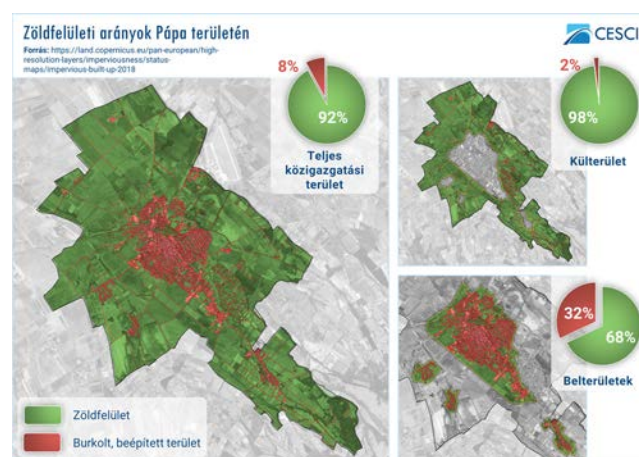 Zöldfelületi arányok Pápa területén
Forrás: https://land.copernicus.eu/pan-european/high-
resolution-layers/imperviousness/status-
maps/impervious-built-up-2018
CESCI
8%
92%
Teljes
közigazgatási
terület
2%
98%
Külterület
32%
68%
Belterületek
Zöldfelület
Burkolt, beépített terület